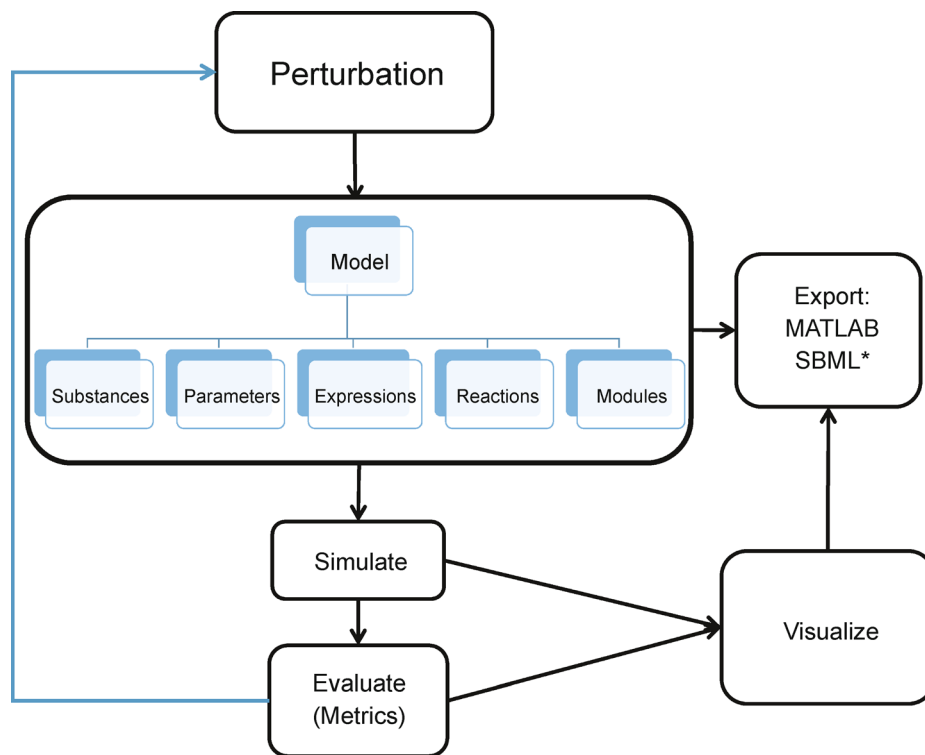 Perturbation
Model
Substances
Parameters
Expressions
Reactions
Modules
Export:
MATLAB
SBML*
Simulate
Evaluate
(Metrics)
Visualize